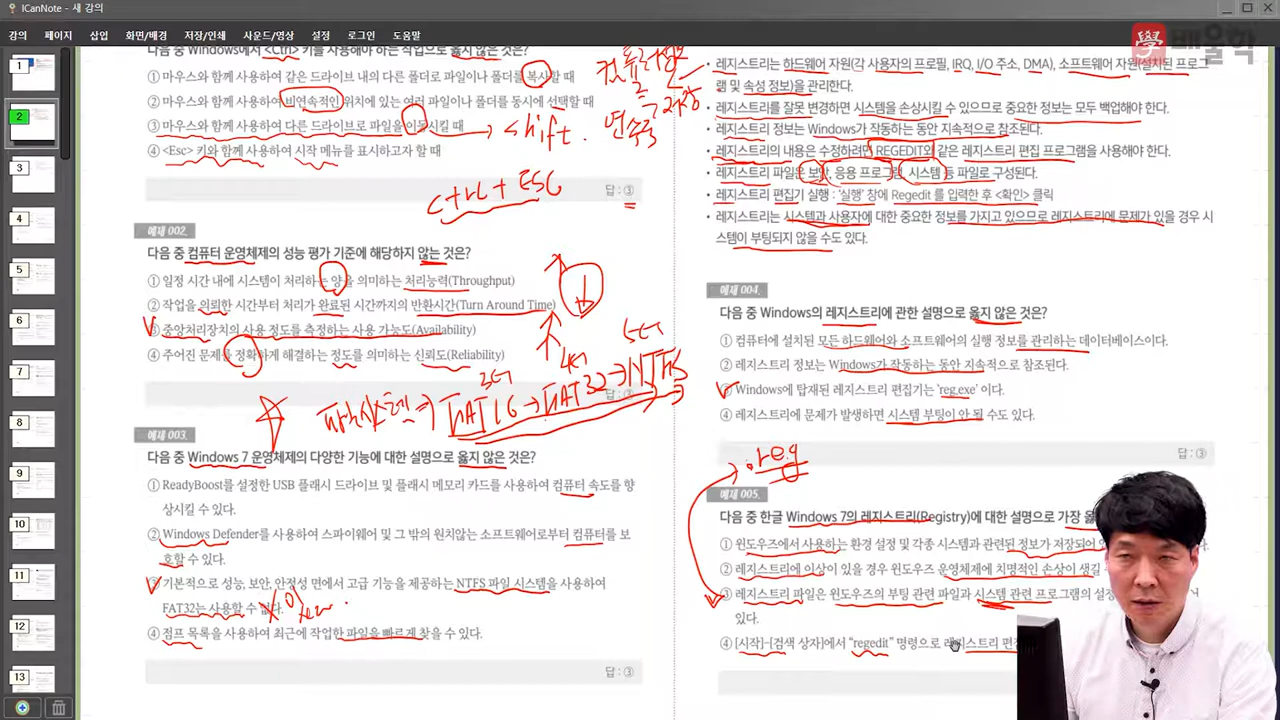 ICanNote - 새 강의
강의 페이지 삽입 화면/배경 저장/인쇄 사운드/영상 설정 로그인 도움말
學 배울학
1
2
3
4
5
6
7
8
9
10
11
12
13
다음 중 Windows에서 <Ctrl> 키를 사용해야 하는 작업으로 옳지 않은 것은?
① 마우스와 함께 사용하여 같은 드라이브 내의 다른 폴더로 파일이나 폴더를 복사할 때
② 마우스와 함께 사용하여 비연속적인 위치에 있는 여러 파일이나 폴더를 동시에 선택할 때
③ 마우스와 함께 사용하여 다른 드라이브로 파일을 이동시킬 때
shift.
연속
④ <Esc> 키와 함께 사용하여 시작 메뉴를 표시하고자 할 때
답 : ③
Ctrl + ESC
예제 002.
다음 중 컴퓨터 운영체제의 성능 평가 기준에 해당하지 않는 것은?
① 일정 시간 내에 시스템이 처리하는 양을 의미하는 처리능력(Throughput)
② 작업을 의뢰한 시간부터 처리가 완료된 시간까지의 반환시간(Turn Around Time)
③ 중앙처리장치의 사용 정도를 측정하는 사용 가능도(Availability)
④ 주어진 문제를 정확하게 해결하는 정도를 의미하는 신뢰도(Reliability)
답 : ③
파일시스템 ⇒ FAT16 → FAT32 → NTFS
예제 003.
다음 중 Windows 7 운영체제의 다양한 기능에 대한 설명으로 옳지 않은 것은?
① ReadyBoost를 설정한 USB 플래시 드라이브 및 플래시 메모리 카드를 사용하여 컴퓨터 속도를 향
상시킬 수 있다.
② Windows Defender를 사용하여 스파이웨어 및 그 밖의 원치않는 소프트웨어로부터 컴퓨터를 보
호할 수 있다.
③ 기본적으로 성능, 보안, 안정성 면에서 고급 기능을 제공하는 NTFS 파일 시스템을 사용하여
FAT32는 사용할 수 없다.
④ 점프 목록을 사용하여 최근에 작업한 파일을 빠르게 찾을 수 있다.
답 : ③
• 레지스트리는 하드웨어 자원(각 사용자의 프로필, IRQ, I/O 주소, DMA), 소프트웨어 자원(설치된 프로그
램 및 속성 정보)을 관리한다.
• 레지스트리를 잘못 변경하면 시스템을 손상시킬 수 있으므로 중요한 정보는 모두 백업해야 한다.
• 레지스트리 정보는 Windows가 작동하는 동안 지속적으로 참조된다.
• 레지스트리의 내용은 수정하려면 REGEDIT와 같은 레지스트리 편집 프로그램을 사용해야 한다.
• 레지스트리 파일은 보안, 응용 프로그램, 시스템 등 파일로 구성된다.
• 레지스트리 편집기 실행 : '실행' 창에 Regedit 를 입력한 후 <확인> 클릭
• 레지스트리는 시스템과 사용자에 대한 중요한 정보를 가지고 있으므로 레지스트리에 문제가 있을 경우 시
스템이 부팅되지 않을 수도 있다.
예제 004.
다음 중 Windows의 레지스트리에 관한 설명으로 옳지 않은 것은?
① 컴퓨터에 설치된 모든 하드웨어와 소프트웨어의 실행 정보를 관리하는 데이터베이스이다.
② 레지스트리 정보는 Windows가 작동하는 동안 지속적으로 참조된다.
③ Windows에 탑재된 레지스트리 편집기는 'reg.exe' 이다.
④ 레지스트리에 문제가 발생하면 시스템 부팅이 안 될 수도 있다.
답 : ③
.reg
예제 005.
다음 중 한글 Windows 7의 레지스트리(Registry)에 대한 설명으로 가장 옳
① 윈도우즈에서 사용하는 환경 설정 및 각종 시스템과 관련된 정보가 저장되어
② 레지스트리에 이상이 있을 경우 윈도우즈 운영체제에 치명적인 손상이 생길
③ 레지스트리 파일은 윈도우즈의 부팅 관련 파일과 시스템 관련 프로그램의 설정
있다.
④ [시작]-[검색 상자]에서 "regedit" 명령으로 레지스트리 편집